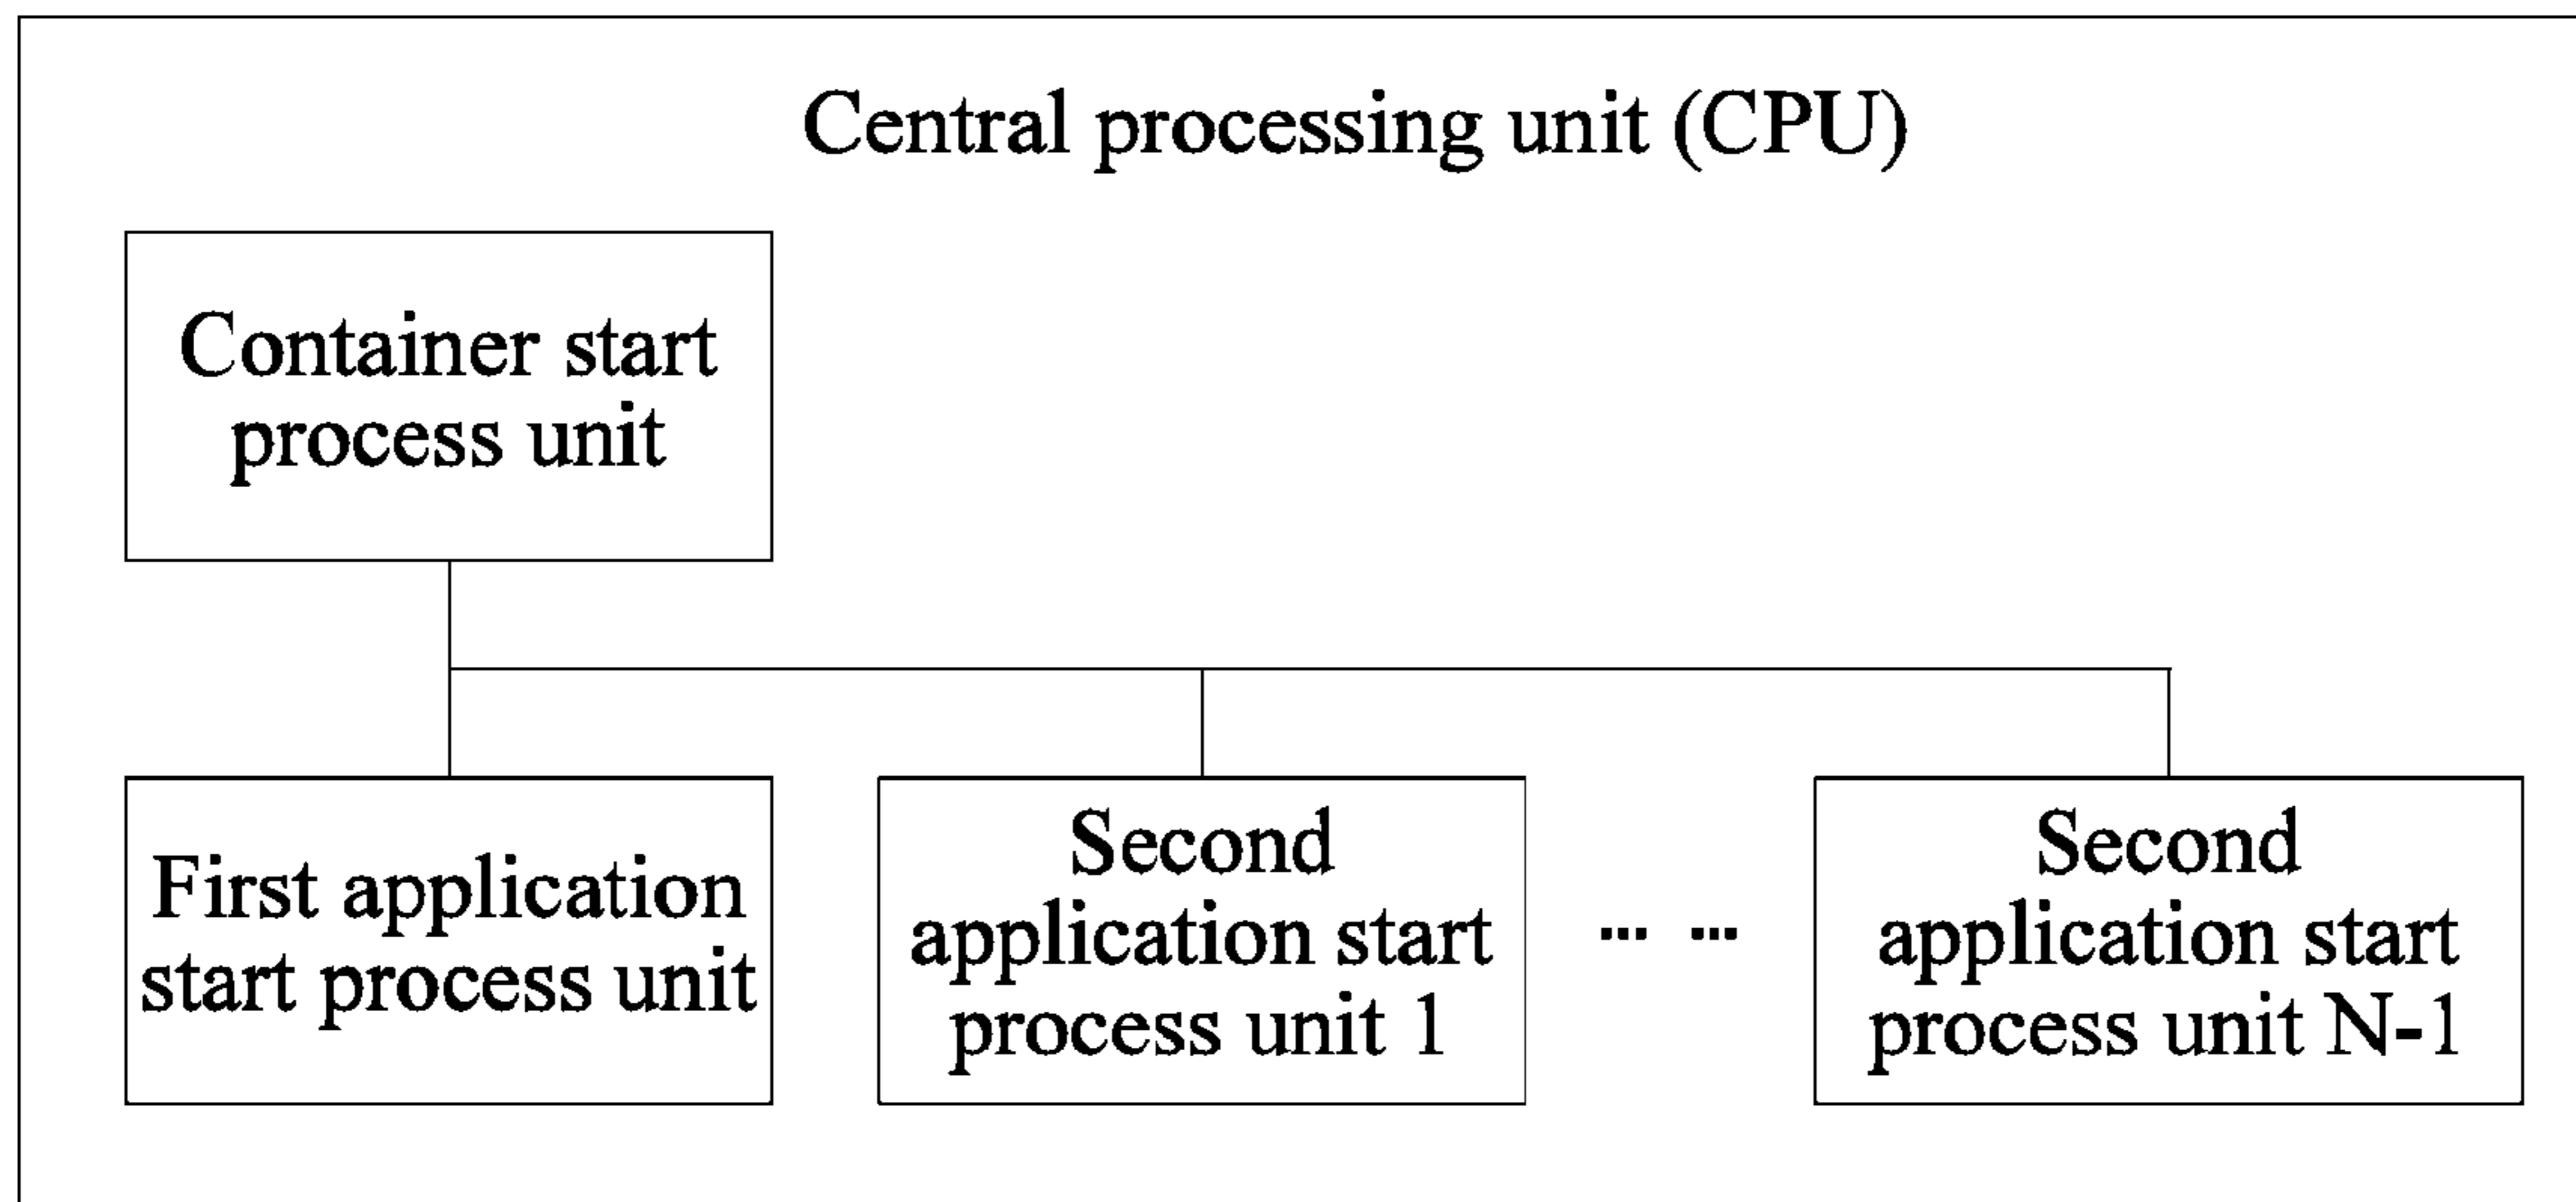 Central processing unit (CPU)
Container start
process unit
First application
start process unit
Second
application start
process unit 1
... ...
Second
application start
process unit N-1